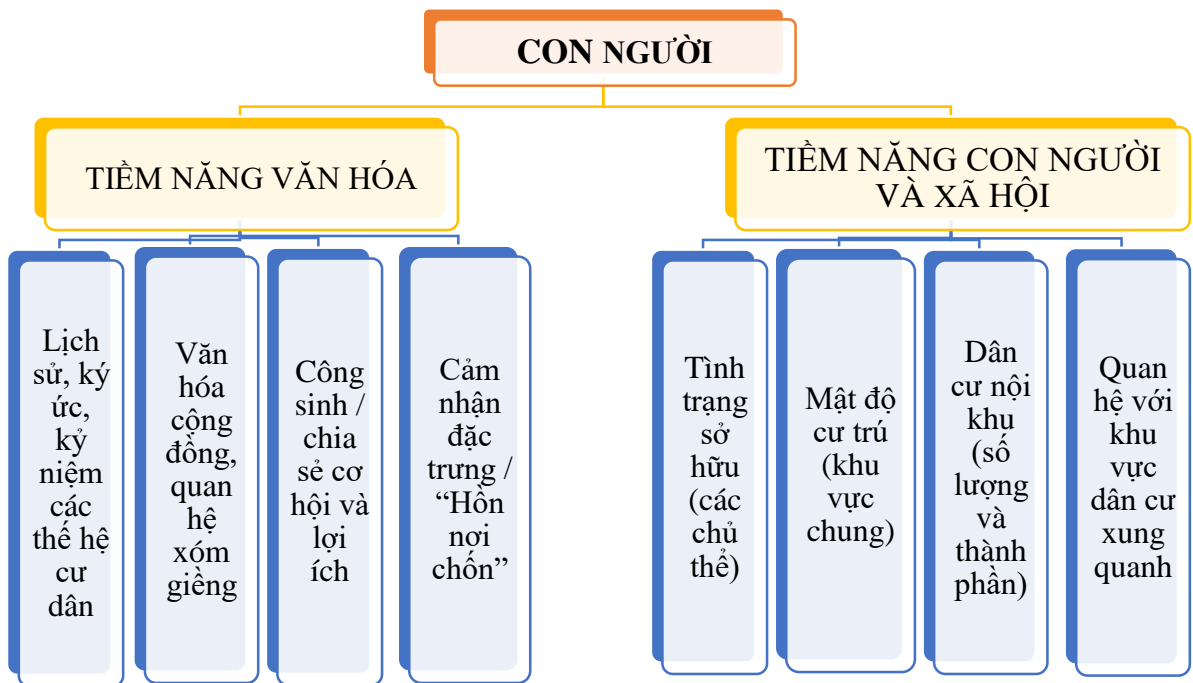 CON NGƯỜI
TIỀM NĂNG VĂN HÓA
TIỀM NĂNG CON NGƯỜI
VÀ XÃ HỘI
Lịch
sử, ký
ức,
kỷ
niệm
các
thế hệ
cư
dân
Văn
hóa
cộng
đồng,
quan
hệ
xóm
giềng
Công
sinh /
chia
sẻ cơ
hội và
lợi
ích
Cảm
nhận
đặc
trưng /
“Hồn
nơi
chốn”
Tình
trạng
sở
hữu
(các
chủ
thể)
Mật độ
cư trú
(khu
vực
chung)
Dân
cư nội
khu
(số
lượng
và
thành
phần)
Quan
hệ với
khu
vực
dân cư
xung
quanh